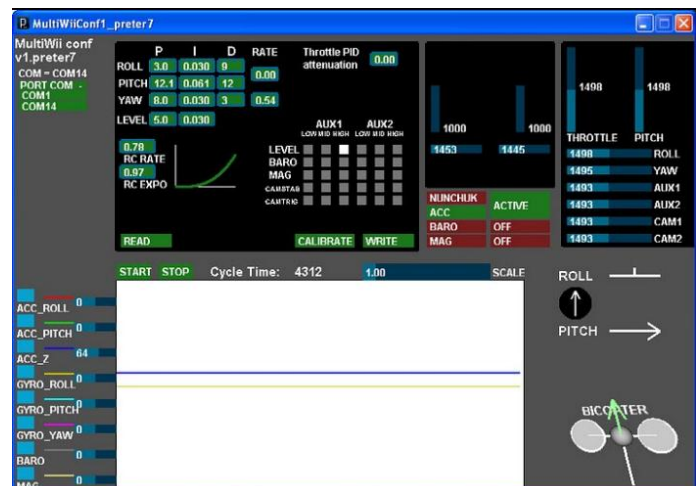 MultiWiiConf1_preter7
MultiWii conf
v1.preter7
COM = COM14
PORT COM -
COM1
COM14
P I D RATE
ROLL 3.0 0.030 9
0.00
PITCH 12.1 0.061 12
YAW 8.0 0.030 3 0.54
LEVEL 5.0 0.030
Throttle PID
attenuation 0.00
AUX1 AUX2
LOW MID HIGH LOW MID HIGH
LEVEL
BARO
MAG
CAMSTAB
CAMTRIG
0.78
RC RATE
0.97
RC EXPO
READ CALIBRATE WRITE
1000 1000
1453 1445
NUNCHUK
ACC ACTIVE
BARO OFF
MAG OFF
1498 1498
THROTTLE PITCH
1498 ROLL
1495 YAW
1493 AUX1
1493 AUX2
1493 CAM1
1493 CAM2
START STOP Cycle Time: 4312 1.00 SCALE
ACC_ROLL 0
ACC_PITCH 0
ACC_Z 64
GYRO_ROLL 0
GYRO_PITCH 0
GYRO_YAW 0
BARO 0
MAG 0
ROLL
PITCH
BICOPTER